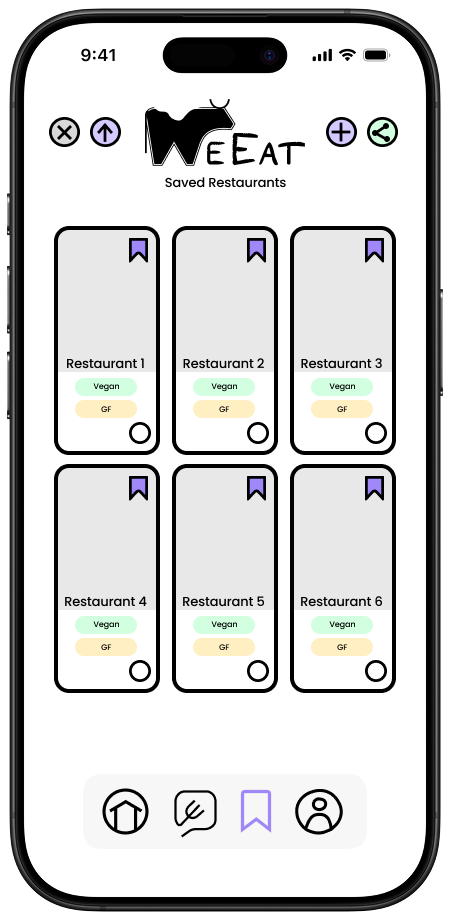 9:41
WEEAT
Saved Restaurants
Restaurant 1
Vegan
GF
Restaurant 2
Vegan
GF
Restaurant 3
Vegan
GF
Restaurant 4
Vegan
GF
Restaurant 5
Vegan
GF
Restaurant 6
Vegan
GF